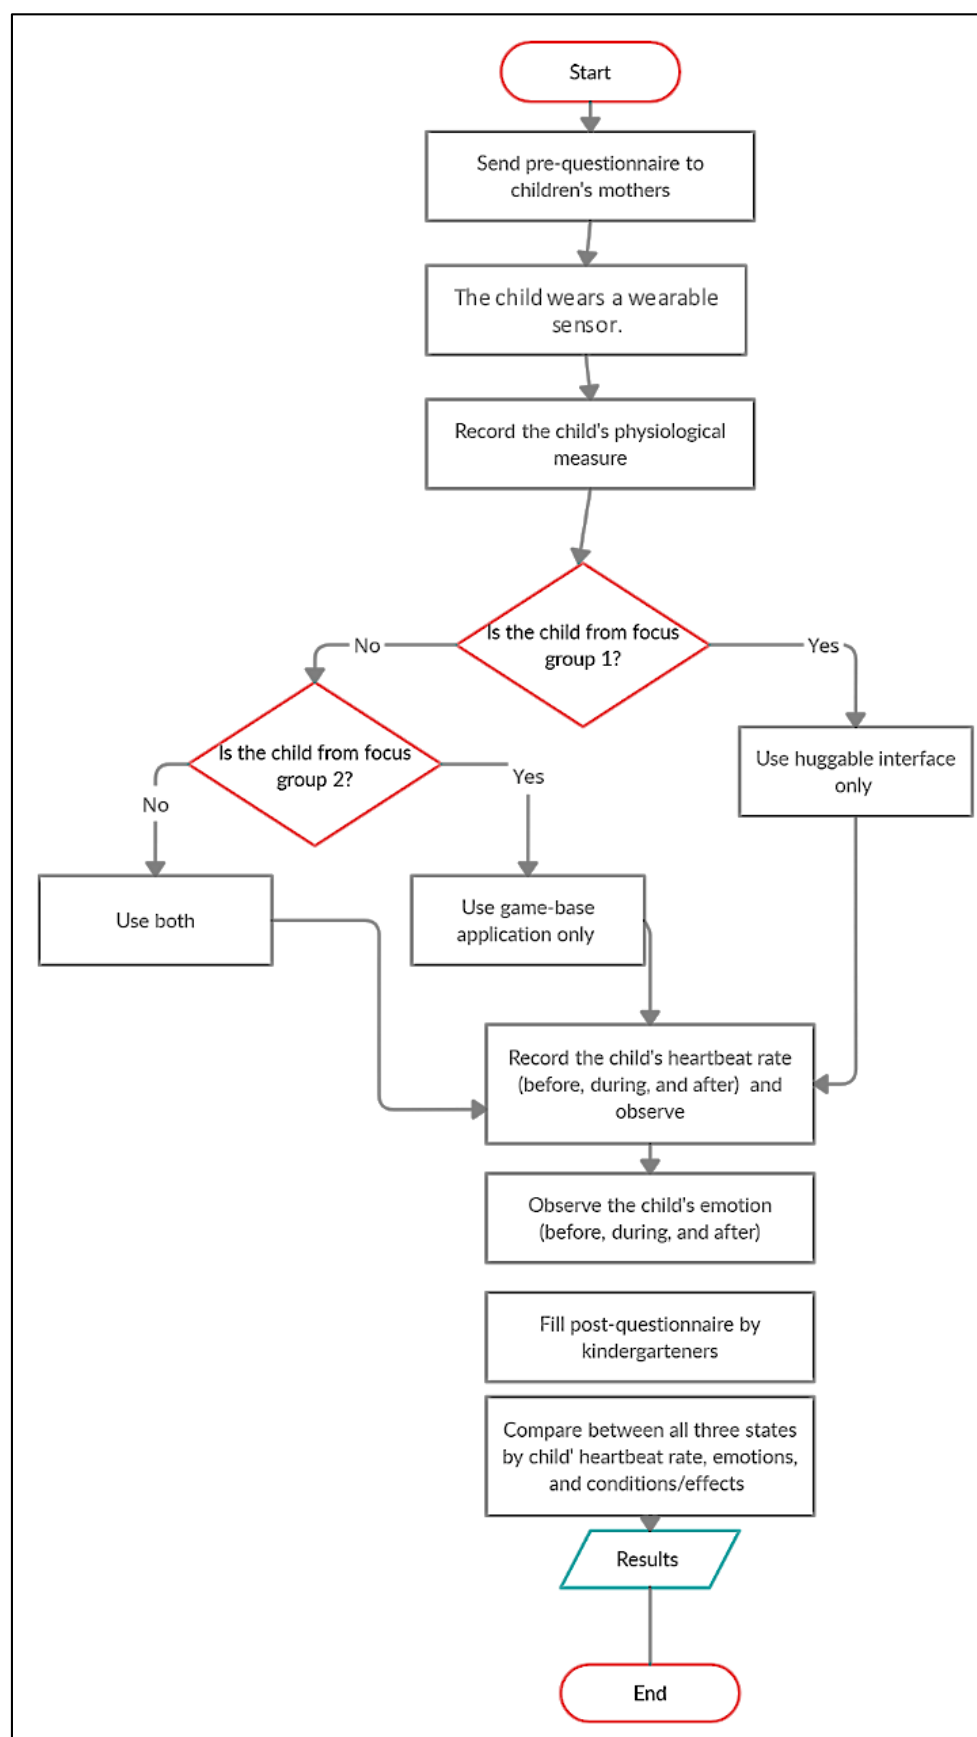 Start
Send pre-questionnaire to
children's mothers
The child wears a wearable
sensor.
Record the child's physiological
measure
Is the child from focus
group 1?
No
Yes
Is the child from focus
group 2?
Use huggable interface
only
No
Yes
Use both
Use game-base
application only
Record the child's heartbeat rate
(before, during, and after) and
observe
Observe the child's emotion
(before, during, and after)
Fill post-questionnaire by
kindergarteners
Compare between all three states
by child' heartbeat rate, emotions,
and conditions/effects
Results
End